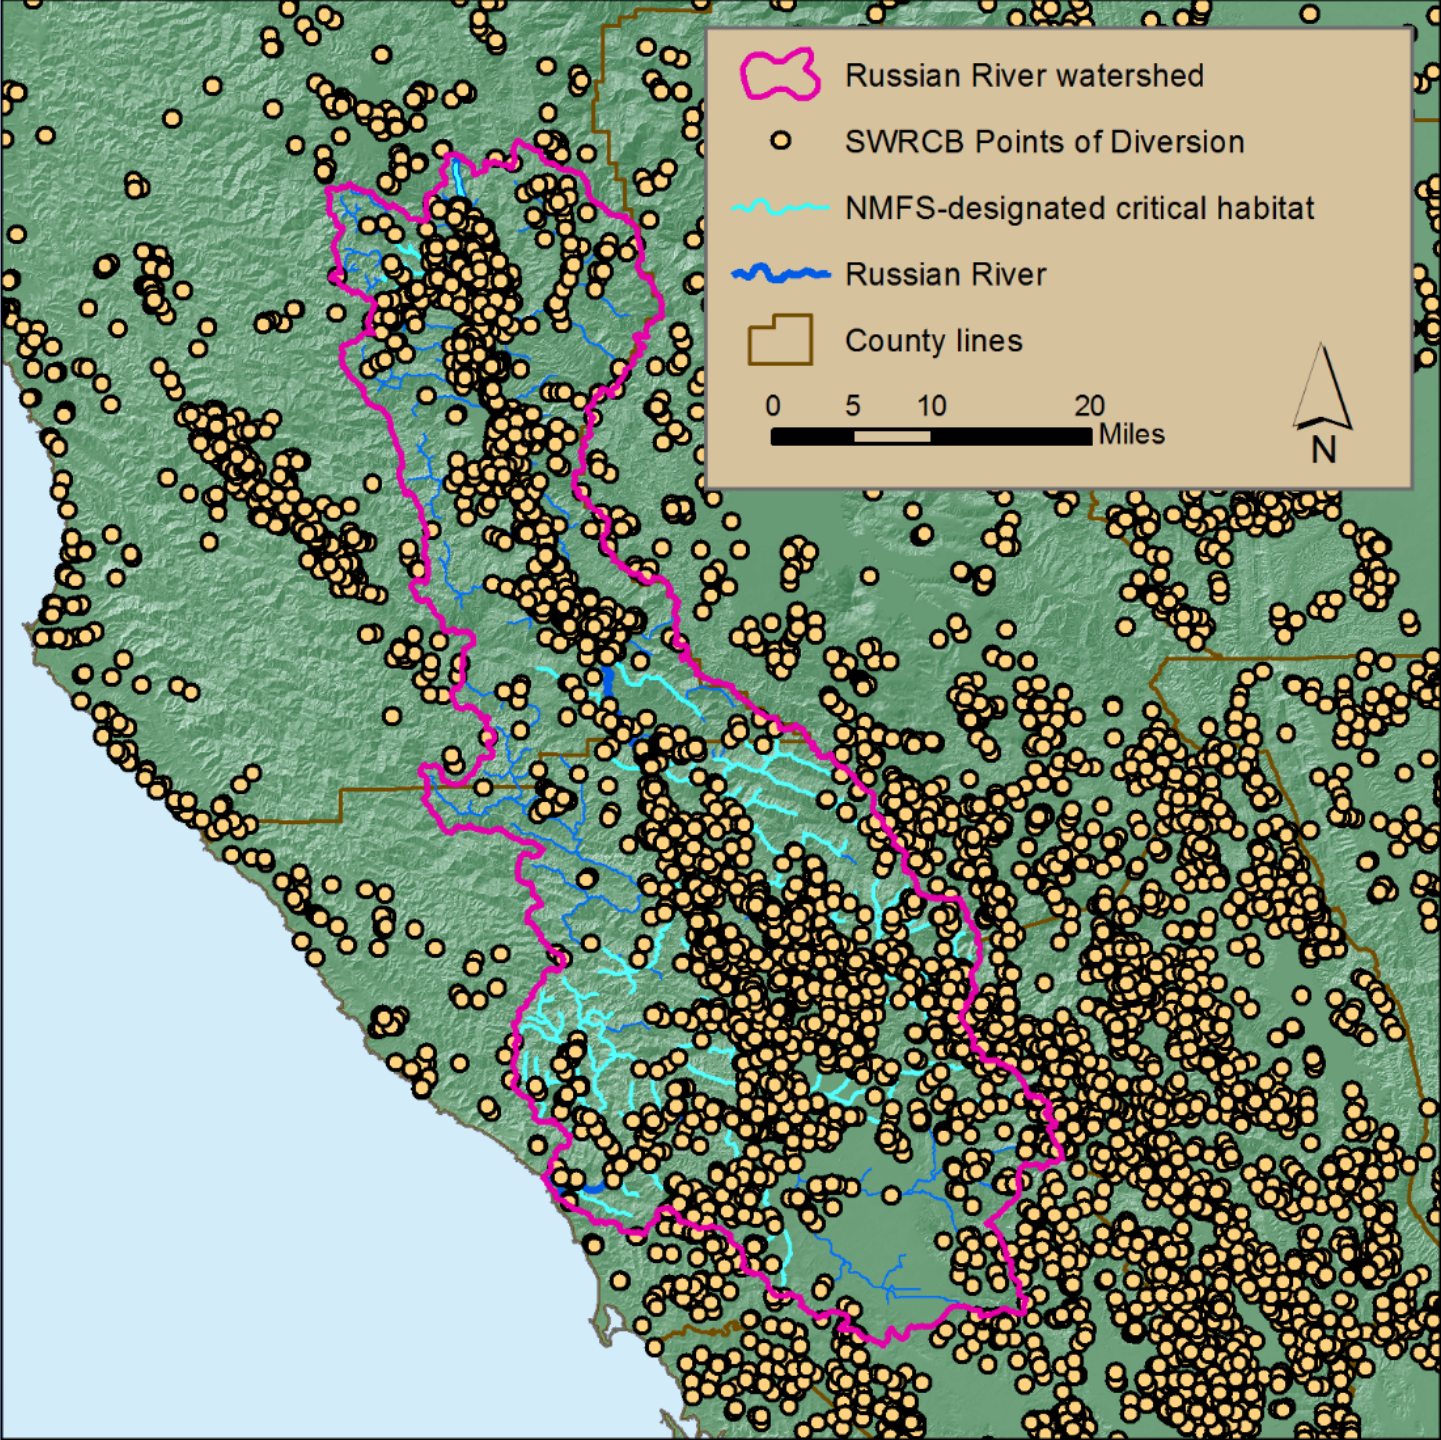 Russian River watershed
SWRCB Points of Diversion
NMFS-designated critical habitat
Russian River
County lines
0 5 10 20
Miles
N